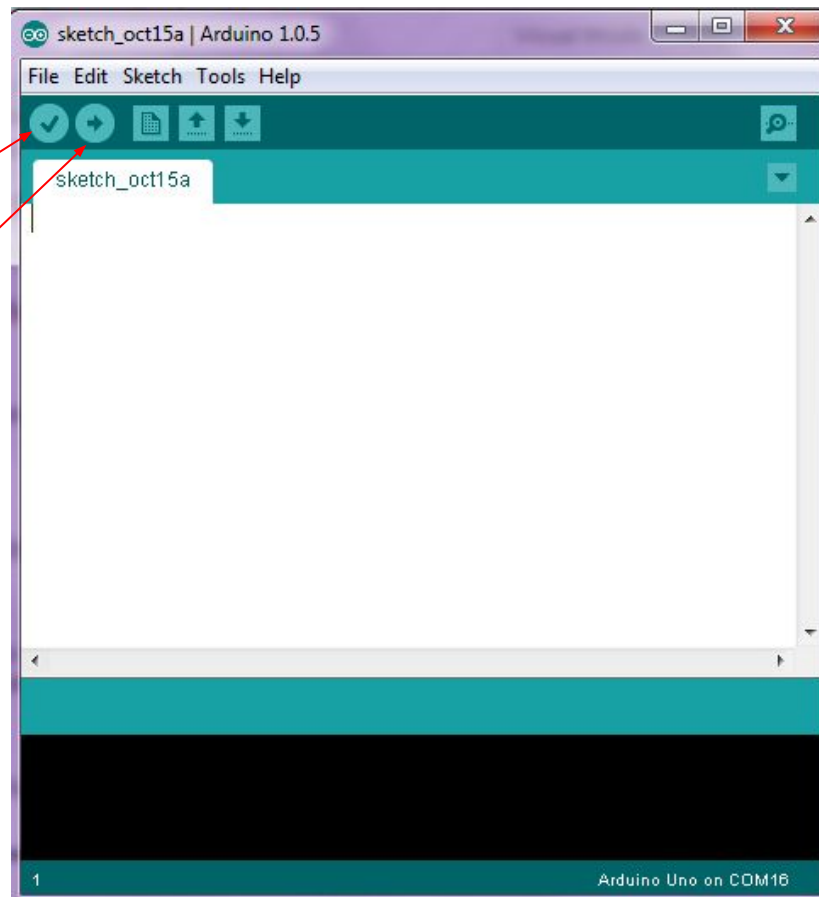 sketch_oct15a | Arduino 1.0.5
File Edit Sketch Tools Help
sketch_oct15a
1
Arduino Uno on COM16